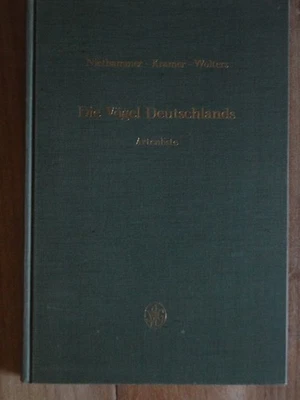 Niethammer · Kramer · Wolters
Die Vögel Deutschlands
Artenliste